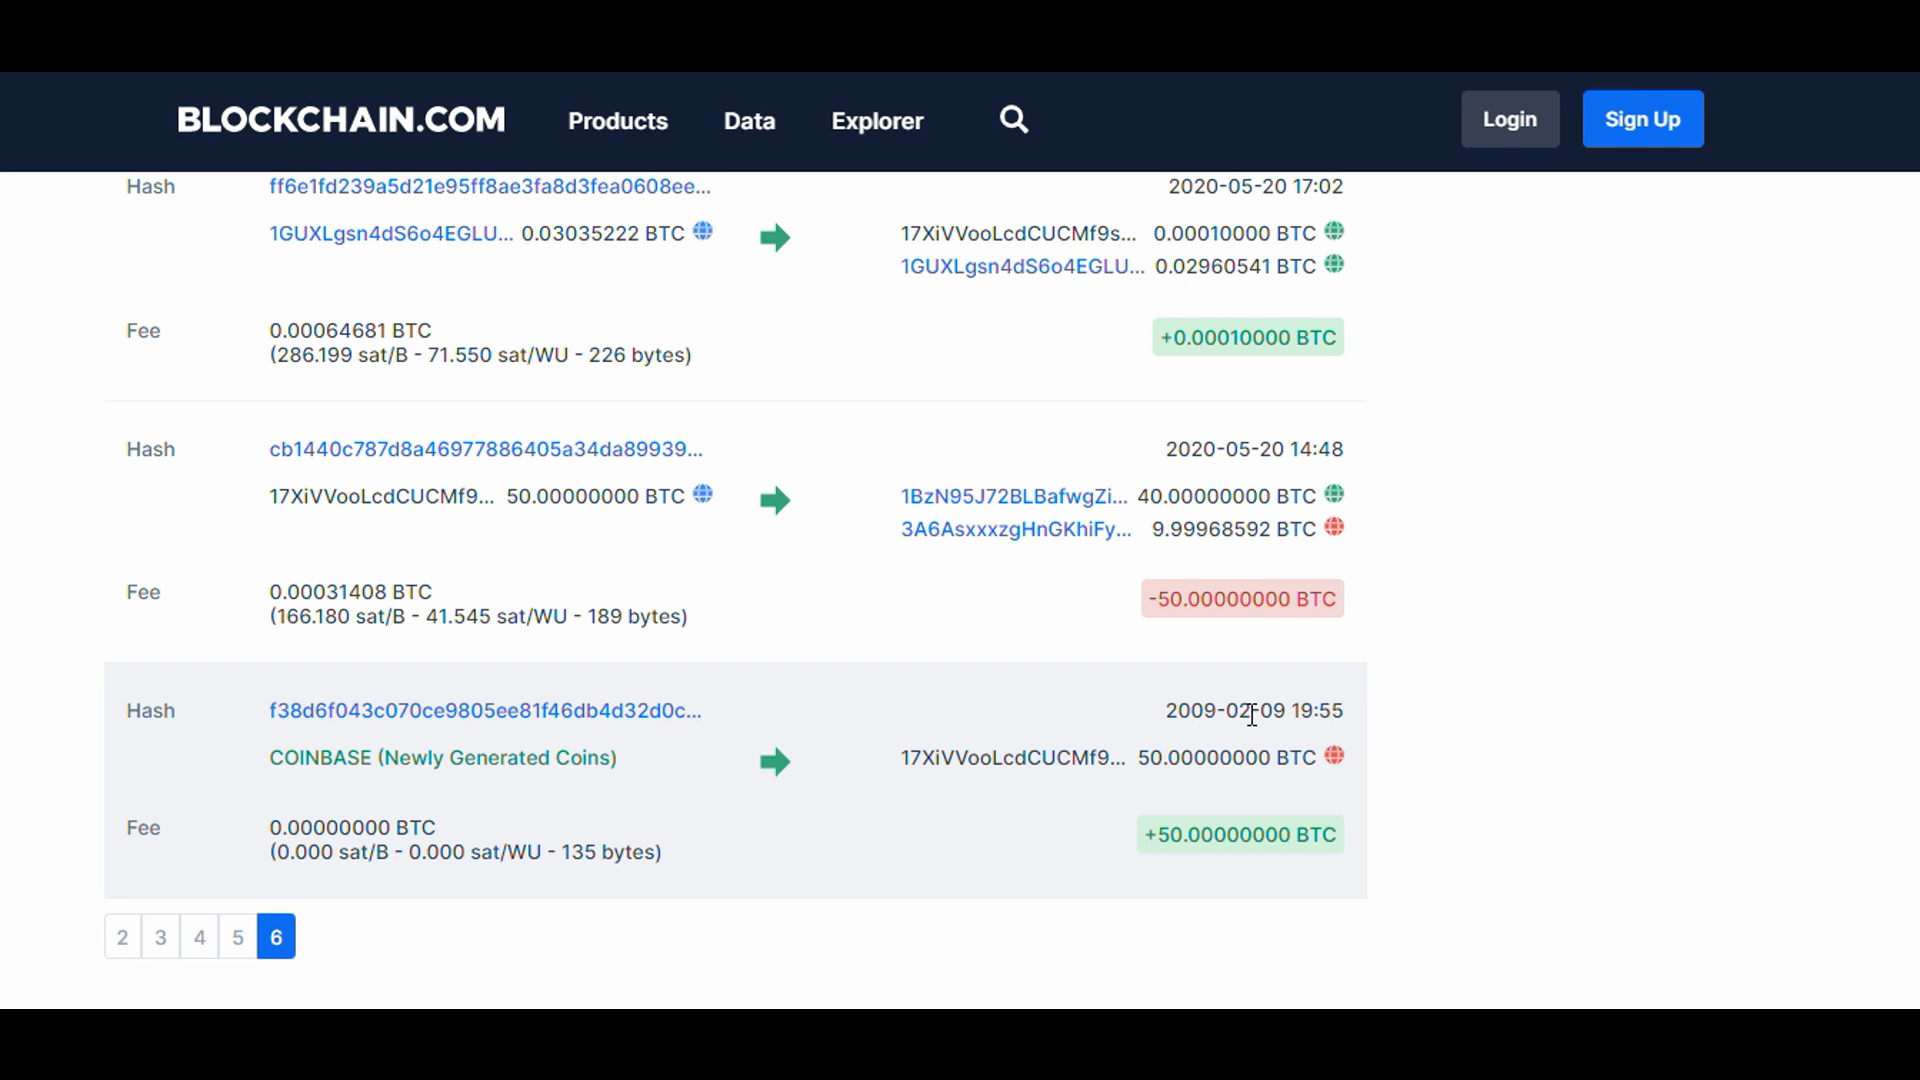 BLOCKCHAIN.COM Products Data Explorer Login Sign Up
Hash ff6e1fd239a5d21e95ff8ae3fa8d3fea0608ee... 2020-05-20 17:02
1GUXLgsn4dS6o4EGLU... 0.03035222 BTC 17XiVVooLcdCUCMf9s... 0.00010000 BTC
1GUXLgsn4dS6o4EGLU... 0.02960541 BTC
Fee 0.00064681 BTC +0.00010000 BTC
(286.199 sat/B - 71.550 sat/WU - 226 bytes)
Hash cb1440c787d8a46977886405a34da89939... 2020-05-20 14:48
17XiVVooLcdCUCMf9... 50.00000000 BTC 1BzN95J72BLBafwgZi... 40.00000000 BTC
3A6AsxxxzgHnGKhiFy... 9.99968592 BTC
Fee 0.00031408 BTC -50.00000000 BTC
(166.180 sat/B - 41.545 sat/WU - 189 bytes)
Hash f38d6f043c070ce9805ee81f46db4d32d0c... 2009-02-09 19:55
COINBASE (Newly Generated Coins) 17XiVVooLcdCUCMf9... 50.00000000 BTC
Fee 0.00000000 BTC +50.00000000 BTC
(0.000 sat/B - 0.000 sat/WU - 135 bytes)
2 3 4 5 6